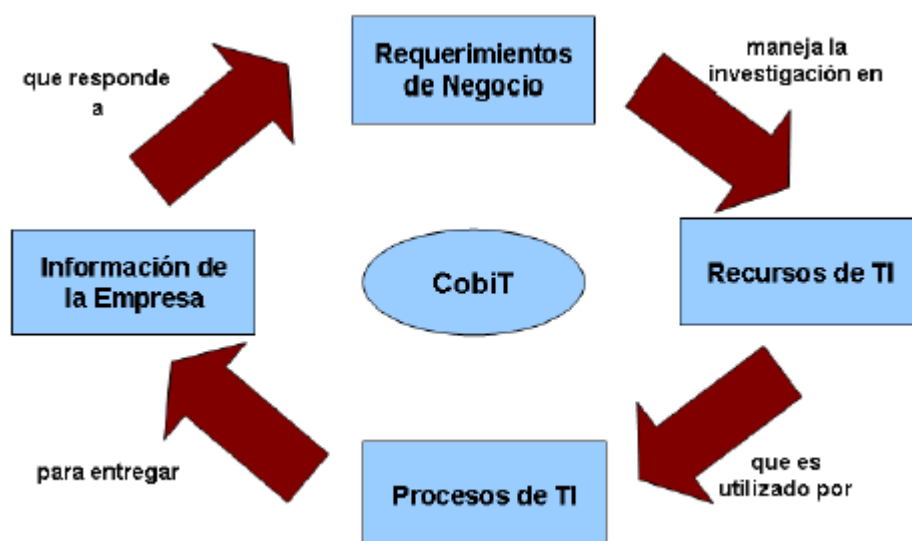 Requerimientos
de Negocio
maneja la
investigación en
que responde
a
Información de
la Empresa
CobiT
Recursos de TI
para entregar
Procesos de TI
que es
utilizado por